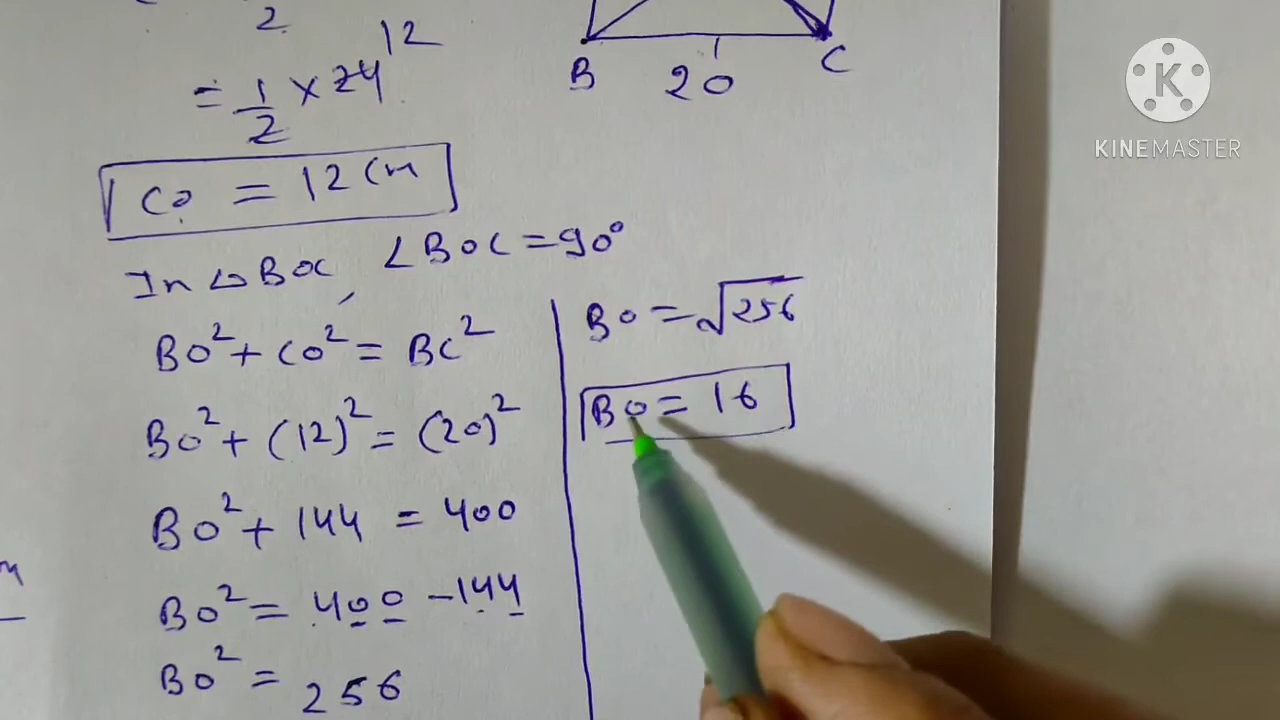 2
= 1/2 × 24 12
CO = 12 Cm
In △BOC, ∠BOC = 90°
BO² + CO² = BC²
BO² + (12)² = (20)²
BO² + 144 = 400
BO² = 400 - 144
BO² = 256
B 20 C
BO = √256
BO = 16
K
KINEMASTER